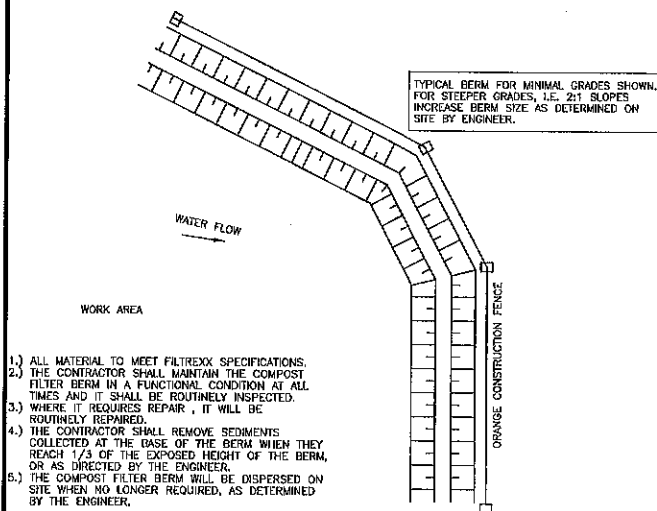 TYPICAL BERM FOR MINIMAL GRADES SHOWN.
FOR STEEPER GRADES, I.E. 2:1 SLOPES
INCREASE BERM SIZE AS DETERMINED ON
SITE BY ENGINEER.
WATER FLOW
WORK AREA
ORANGE CONSTRUCTION FENCE
1.) ALL MATERIAL TO MEET FILTREXX SPECIFICATIONS.
2.) THE CONTRACTOR SHALL MAINTAIN THE COMPOST
FILTER BERM IN A FUNCTIONAL CONDITION AT ALL
TIMES AND IT SHALL BE ROUTINELY INSPECTED.
3.) WHERE IT REQUIRES REPAIR , IT WILL BE
ROUTINELY REPAIRED.
4.) THE CONTRACTOR SHALL REMOVE SEDIMENTS
COLLECTED AT THE BASE OF THE BERM WHEN THEY
REACH 1/3 OF THE EXPOSED HEIGHT OF THE BERM,
OR AS DIRECTED BY THE ENGINEER.
5.) THE COMPOST FILTER BERM WILL BE DISPERSED ON
SITE WHEN NO LONGER REQUIRED, AS DETERMINED
BY THE ENGINEER.